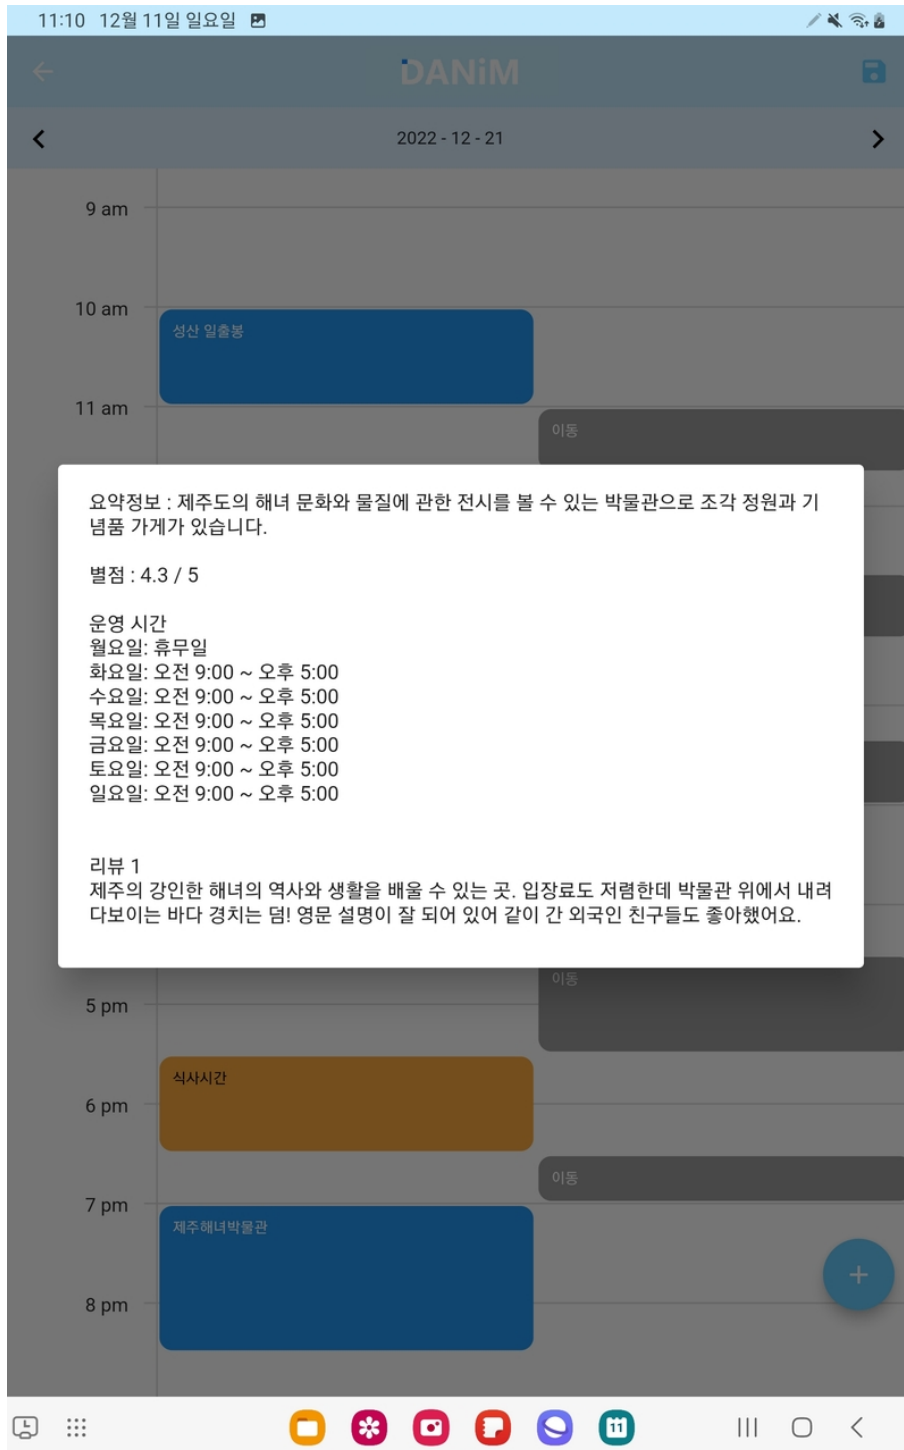 11:10 12월 11일 일요일
DANiM
2022 - 12 - 21
9 am
10 am
성산 일출봉
11 am
이동
요약정보 : 제주도의 해녀 문화와 물질에 관한 전시를 볼 수 있는 박물관으로 조각 정원과 기
념품 가게가 있습니다.
별점 : 4.3 / 5
운영 시간
월요일: 휴무일
화요일: 오전 9:00 ~ 오후 5:00
수요일: 오전 9:00 ~ 오후 5:00
목요일: 오전 9:00 ~ 오후 5:00
금요일: 오전 9:00 ~ 오후 5:00
토요일: 오전 9:00 ~ 오후 5:00
일요일: 오전 9:00 ~ 오후 5:00
리뷰 1
제주의 강인한 해녀의 역사와 생활을 배울 수 있는 곳. 입장료도 저렴한데 박물관 위에서 내려
다보이는 바다 경치는 덤! 영문 설명이 잘 되어 있어 같이 간 외국인 친구들도 좋아했어요.
이동
5 pm
식사시간
6 pm
이동
7 pm
제주해녀박물관
+
8 pm
11